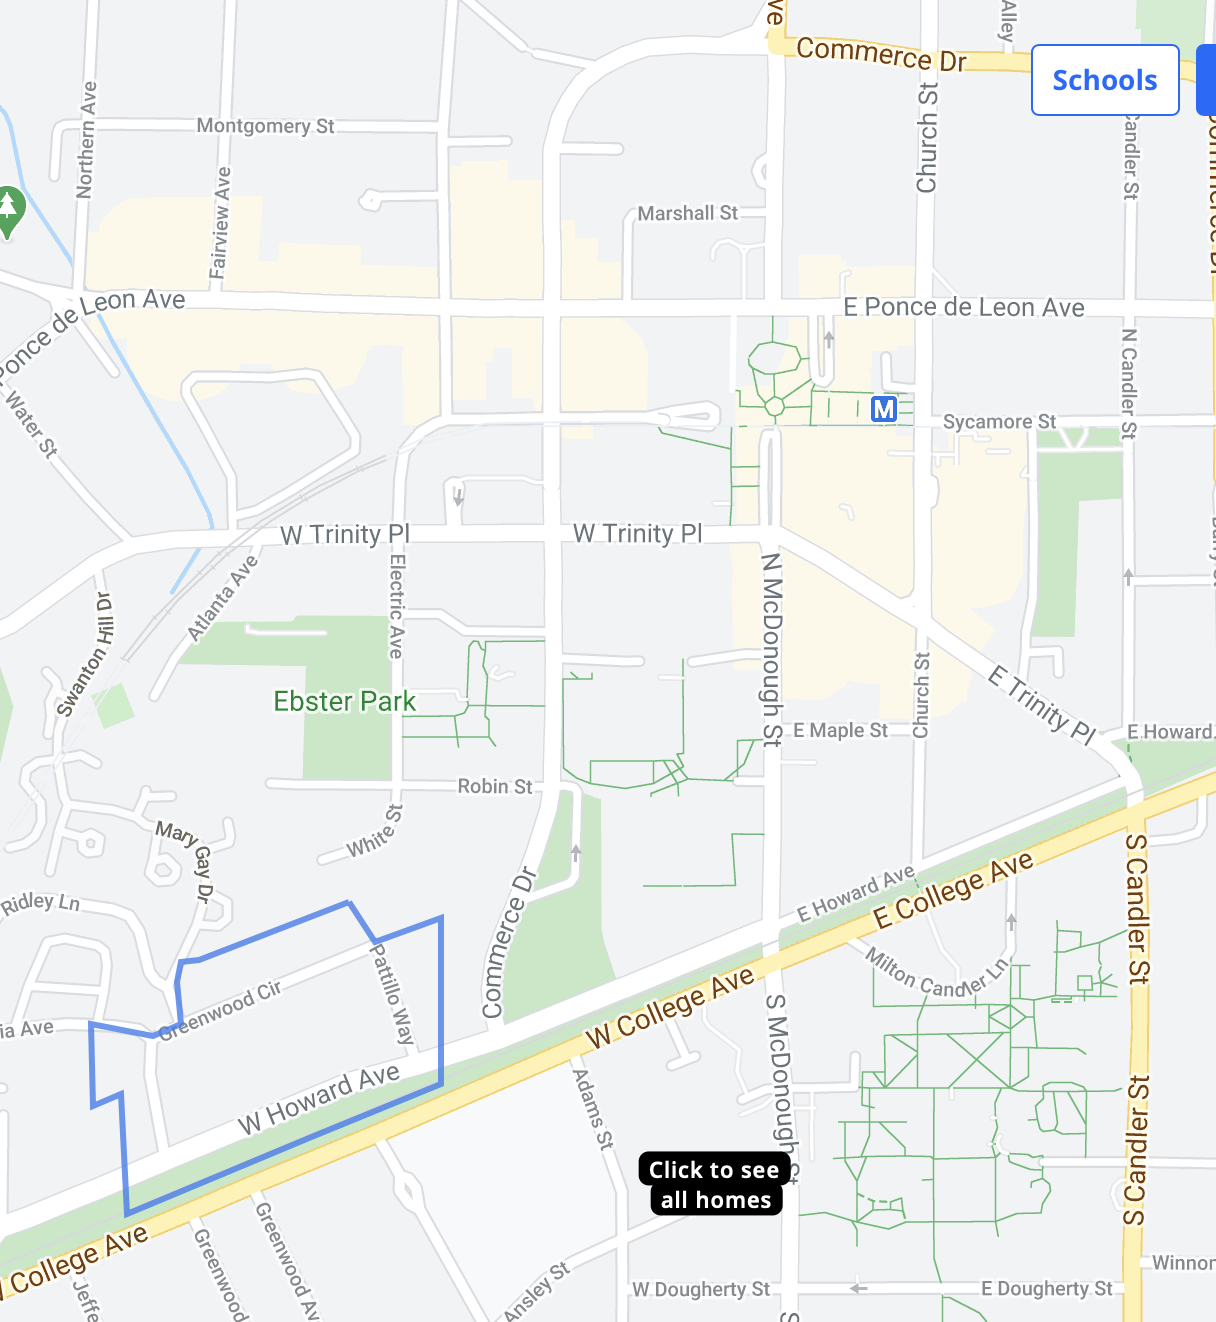 Ave
Alley
Commerce Dr
Schools
Northern Ave
Montgomery St
Church St
Candler St
Commerce Dr
Fairview Ave
Marshall St
Ponce de Leon Ave
E Ponce de Leon Ave
N Candler St
Water St
M
Sycamore St
W Trinity Pl
W Trinity Pl
Electric Ave
Atlanta Ave
N McDonough St
Swanton Hill Dr
Ebster Park
Church St
E Trinity Pl
E Maple St
E Howard
Robin St
White St
Mary Gay Dr
Commerce Dr
E Howard Ave
E College Ave
S Candler St
Ridley Ln
Pattillo Way
Milton Candler Ln
Greenwood Cir
ia Ave
W College Ave
S McDonough St
W Howard Ave
Adams St
S Candler St
Click to see
all homes
W College Ave
Greenwood
Greenwood Av
Jeffe
Ansley St
W Dougherty St
E Dougherty St
Winnon
S